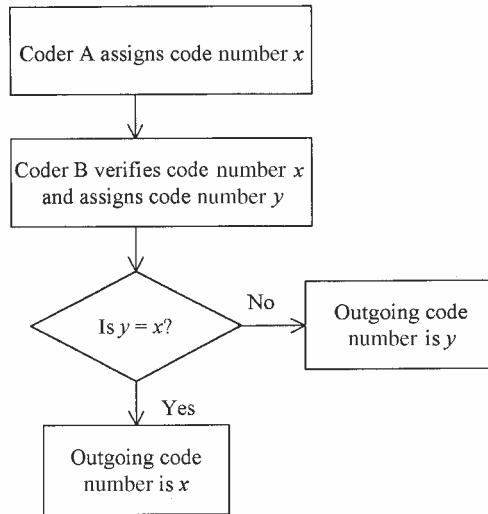 Coder A assigns code number x
Coder B verifies code number x
and assigns code number y
Is y = x?
No
Outgoing code
number is y
Yes
Outgoing code
number is x